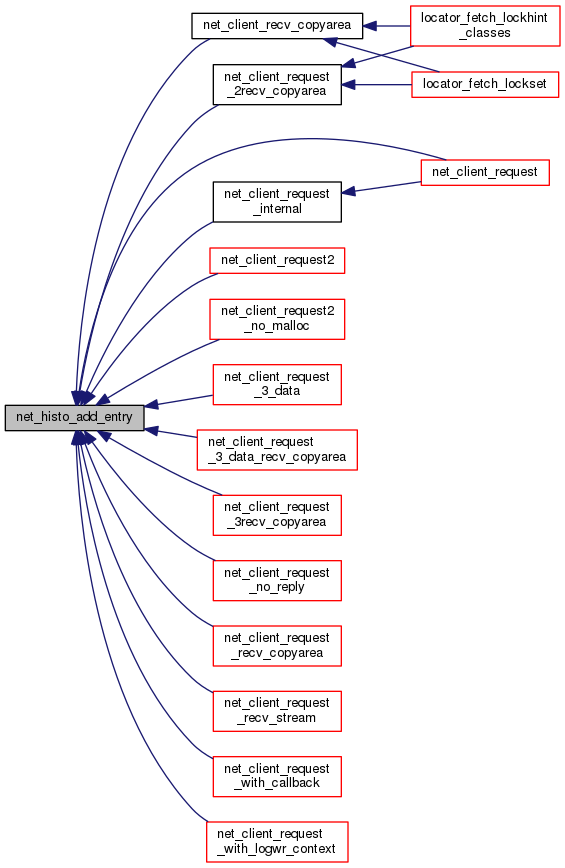 net_client_recv_copyarea
locator_fetch_lockhint
_classes
net_client_request
_2recv_copyarea
locator_fetch_lockset
net_client_request
net_client_request
_internal
net_client_request2
net_client_request2
_no_malloc
net_client_request
_3_data
net_histo_add_entry
net_client_request
_3_data_recv_copyarea
net_client_request
_3recv_copyarea
net_client_request
_no_reply
net_client_request
_recv_copyarea
net_client_request
_recv_stream
net_client_request
_with_callback
net_client_request
_with_logwr_context